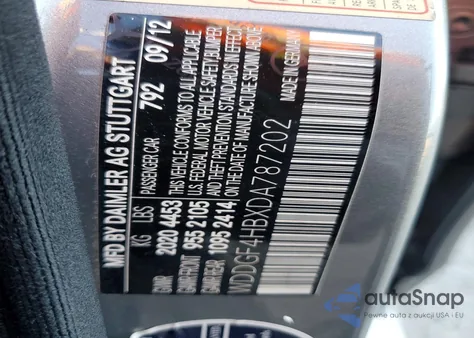 MFD BY DAIMLER AG STUTTGART
PASSENGER CAR 792 09/12
KG LBS
GVWR 2020 4453
GAWR FRONT 955 2105
GAWR REAR 1095 2414
THIS VEHICLE CONFORMS TO ALL APPLICABLE
U.S. FEDERAL MOTOR VEHICLE SAFETY, BUMPER,
AND THEFT PREVENTION STANDARDS IN EFFECT
ON THE DATE OF MANUFACTURE SHOWN ABOVE.
WDDGF4HBXDA787202
MADE IN GERMANY
autoSnap
Pewne auta z aukcji USA i EU